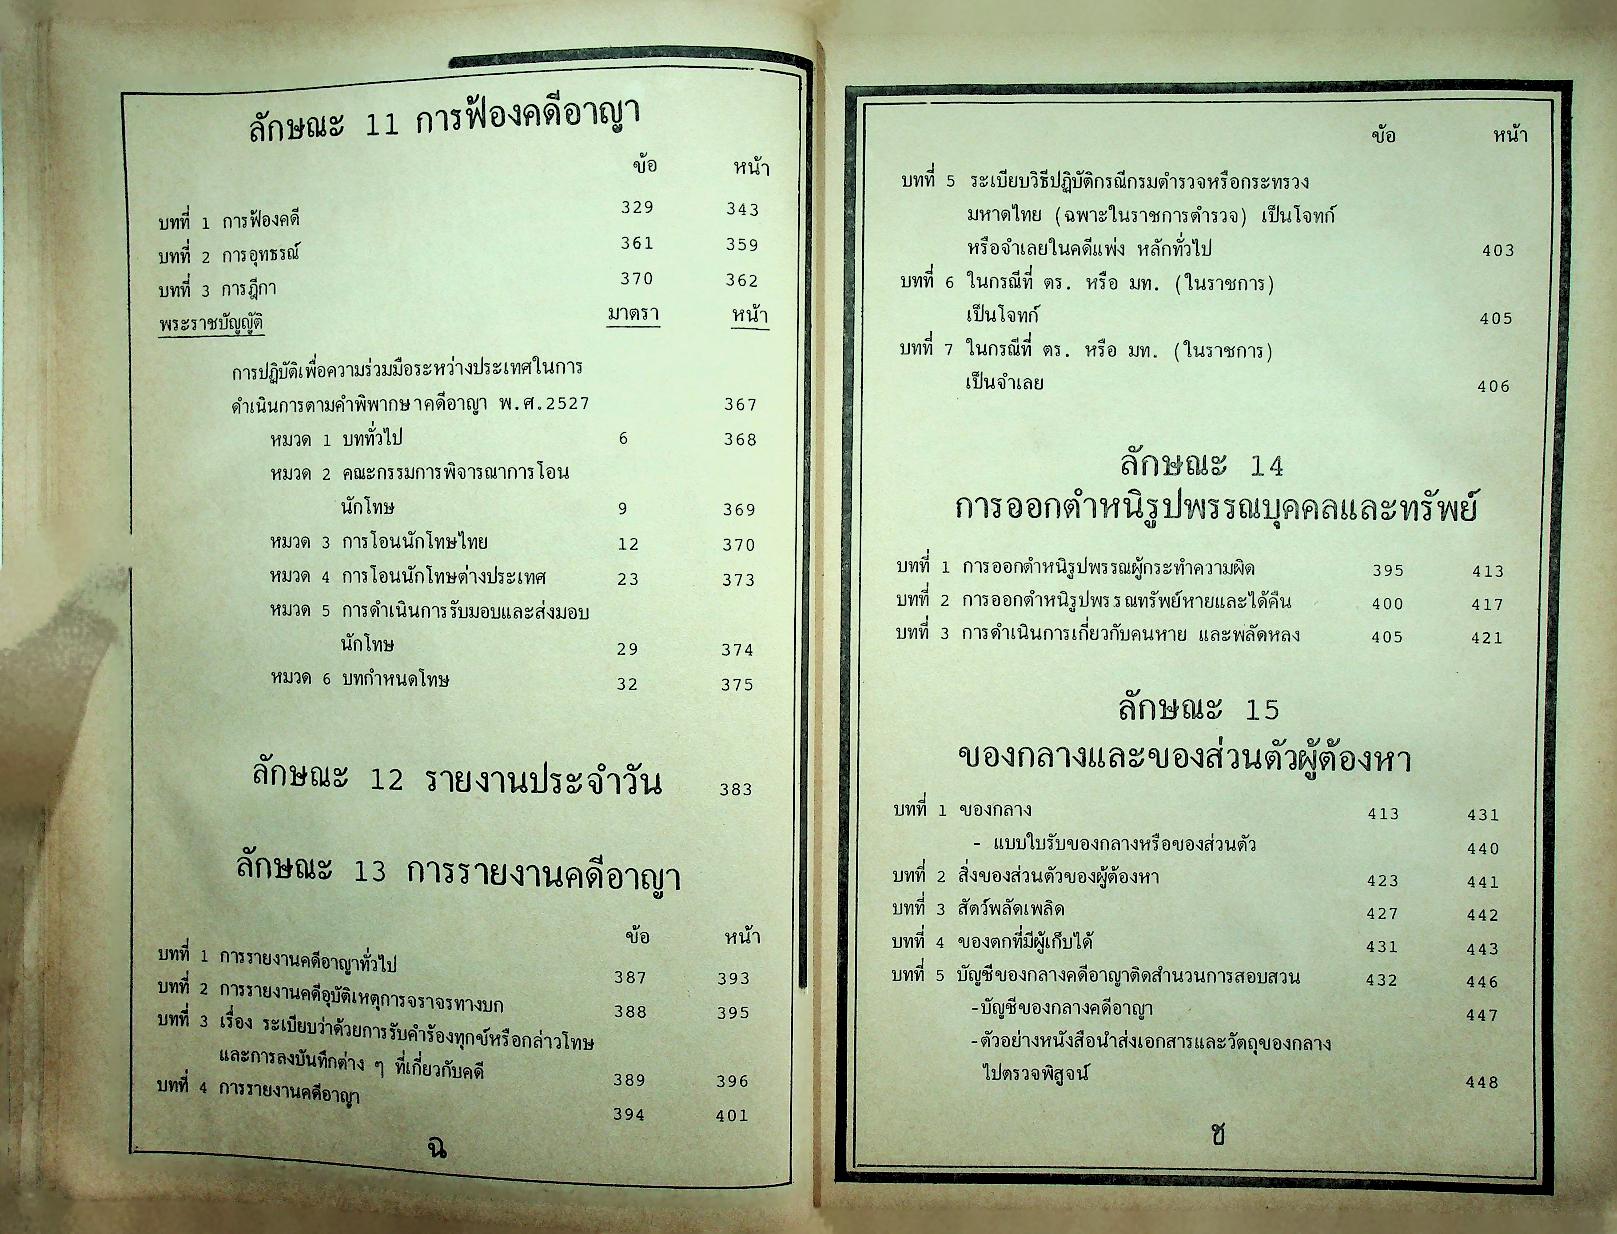 ลักษณะ 11 การฟ้องคดีอาญา
ข้อ หน้า
บทที่ 1 การฟ้องคดี 329 343
บทที่ 2 การอุทธรณ์ 361 359
บทที่ 3 การฎีกา 370 362
พระราชบัญญัติ มาตรา หน้า
การปฏิบัติเพื่อความร่วมมือระหว่างประเทศในการ
ดำเนินการตามคำพิพากษาคดีอาญา พ.ศ.2527 367
หมวด 1 บททั่วไป 6 368
หมวด 2 คณะกรรมการพิจารณาการโอน
นักโทษ 9 369
หมวด 3 การโอนนักโทษไทย 12 370
หมวด 4 การโอนนักโทษต่างประเทศ 23 373
หมวด 5 การดำเนินการรับมอบและส่งมอบ
นักโทษ 29 374
หมวด 6 บทกำหนดโทษ 32 375
ลักษณะ 12 รายงานประจำวัน 383
ลักษณะ 13 การรายงานคดีอาญา
ข้อ หน้า
บทที่ 1 การรายงานคดีอาญาทั่วไป 387 393
บทที่ 2 การรายงานคดีอุบัติเหตุการจราจรทางบก 388 395
บทที่ 3 เรื่อง ระเบียบว่าด้วยการรับคำร้องทุกข์หรือกล่าวโทษ
และการลงบันทึกต่าง ๆ ที่เกี่ยวกับคดี 389 396
บทที่ 4 การรายงานคดีอาญา 394 401
ฉ
ข้อ หน้า
บทที่ 5 ระเบียบวิธีปฏิบัติกรณีกรมตำรวจหรือกระทรวง
มหาดไทย (ฉพาะในราชการตำรวจ) เป็นโจทก์
หรือจำเลยในคดีแพ่ง หลักทั่วไป 403
บทที่ 6 ในกรณีที่ ตร. หรือ มท. (ในราชการ)
เป็นโจทก์ 405
บทที่ 7 ในกรณีที่ ตร. หรือ มท. (ในราชการ)
เป็นจำเลย 406
ลักษณะ 14
การออกตำหนิรูปพรรณบุคคลและทรัพย์
บทที่ 1 การออกตำหนิรูปพรรณผู้กระทำความผิด 395 413
บทที่ 2 การออกตำหนิรูปพรรณทรัพย์หายและได้คืน 400 417
บทที่ 3 การดำเนินการเกี่ยวกับคนหาย และพลัดหลง 405 421
ลักษณะ 15
ของกลางและของส่วนตัวผู้ต้องหา
บทที่ 1 ของกลาง 413 431
- แบบใบรับของกลางหรือของส่วนตัว 440
บทที่ 2 สิ่งของส่วนตัวของผู้ต้องหา 423 441
บทที่ 3 สัตว์พลัดเพลิด 427 442
บทที่ 4 ของตกที่มีผู้เก็บได้ 431 443
บทที่ 5 บัญชีของกลางคดีอาญาติดสำนวนการสอบสวน 432 446
-บัญชีของกลางคดีอาญา 447
-ตัวอย่างหนังสือนำส่งเอกสารและวัตถุของกลาง
ไปตรวจพิสูจน์ 448
ช